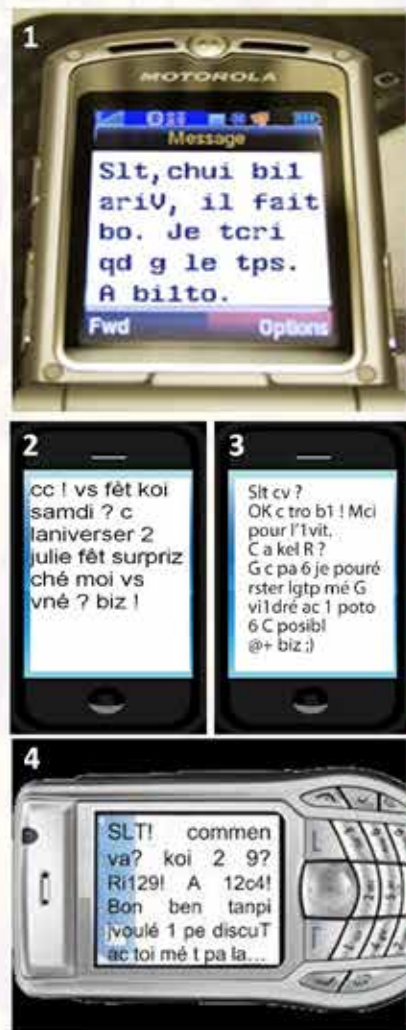 1
MOTOROLA
Message
Slt,chui bi1
ariV, il fait
bo. Je tcri
qd g le tps.
A bi1to.
Fwd Options
2
cc ! vs fêt koi
samdi ? c
laniverser 2
julie fêt surpriz
ché moi vs
vné ? biz !
3
Slt cv ?
OK c tro b1 ! Mci
pour l'1vit.
C a kel R ?
G c pa 6 je pouré
rster lgtp mé G
vi1dré ac 1 poto
6 C posibl
@+ biz ;)
4
SLT! commen
va? koi 2 9?
Ri129! A 12c4!
Bon ben tanpi
jvoulé 1 pe discuT
ac toi mé t pa la...